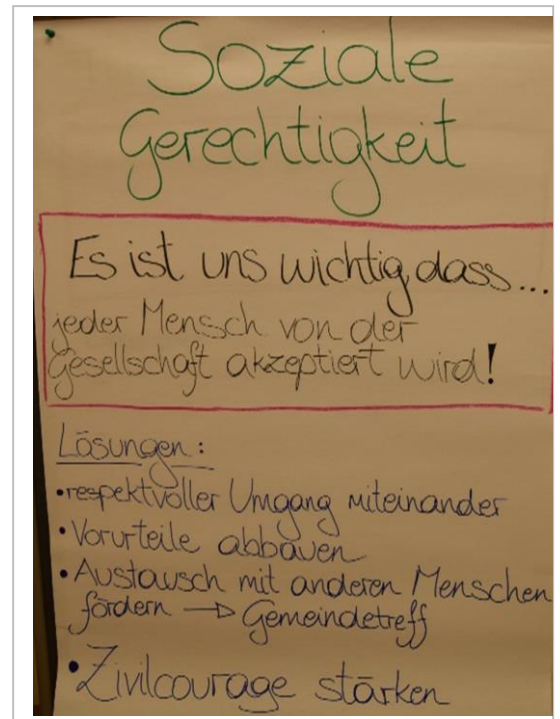 Soziale
Gerechtigkeit
Es ist uns wichtig, dass...
jeder Mensch von der
Gesellschaft akzeptiert wird!
Lösungen:
• respektvoller Umgang miteinander
• Vorurteile abbauen
• Austausch mit anderen Menschen
fördern → Gemeindetreff
• Zivilcourage stärken